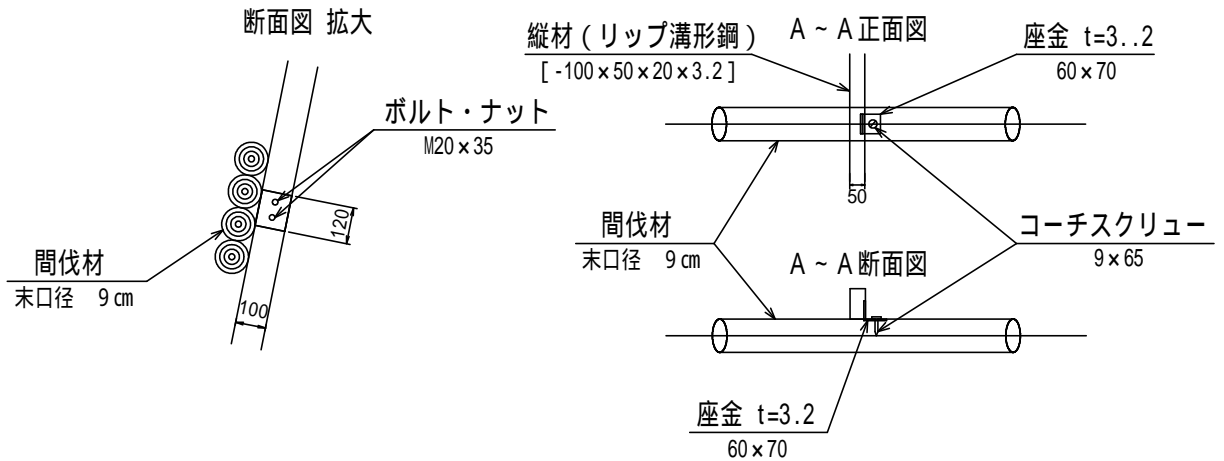 断面図 拡大
ボルト・ナット
M20×35
120
間伐材
末口径 9㎝
100
縦材(リップ溝形鋼)
[ -100×50×20×3.2 ]
A ~ A 正面図
座金 t=3..2
60×70
50
間伐材
末口径 9㎝
コーチスクリュー
9×65
A ~ A 断面図
座金 t=3.2
60×70